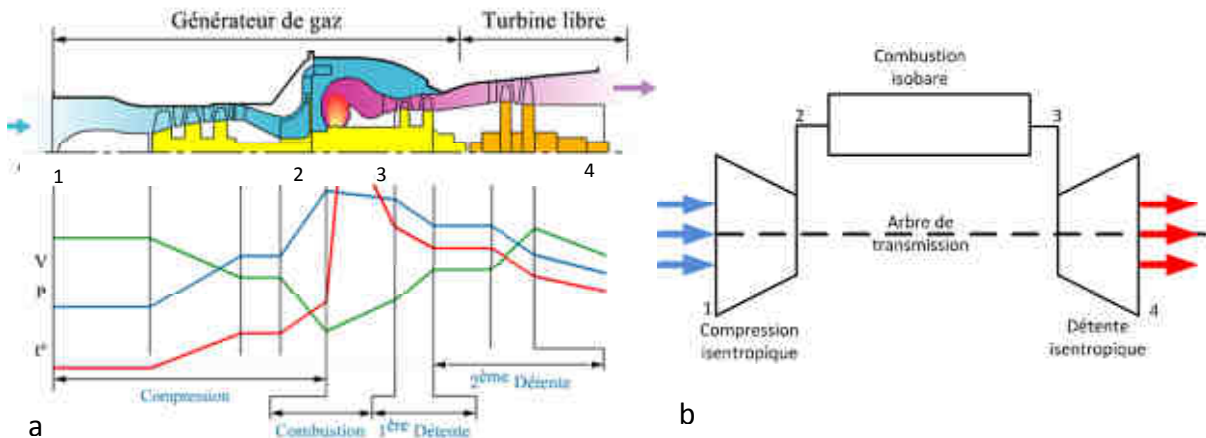 Générateur de gaz
Turbine libre
1
2
3
4
V
P
t°
Compression
Combustion
1ère Détente
2ème Détente
a
Combustion
isobare
2
3
Arbre de
transmission
1
4
Compression
isentropique
Détente
isentropique
b